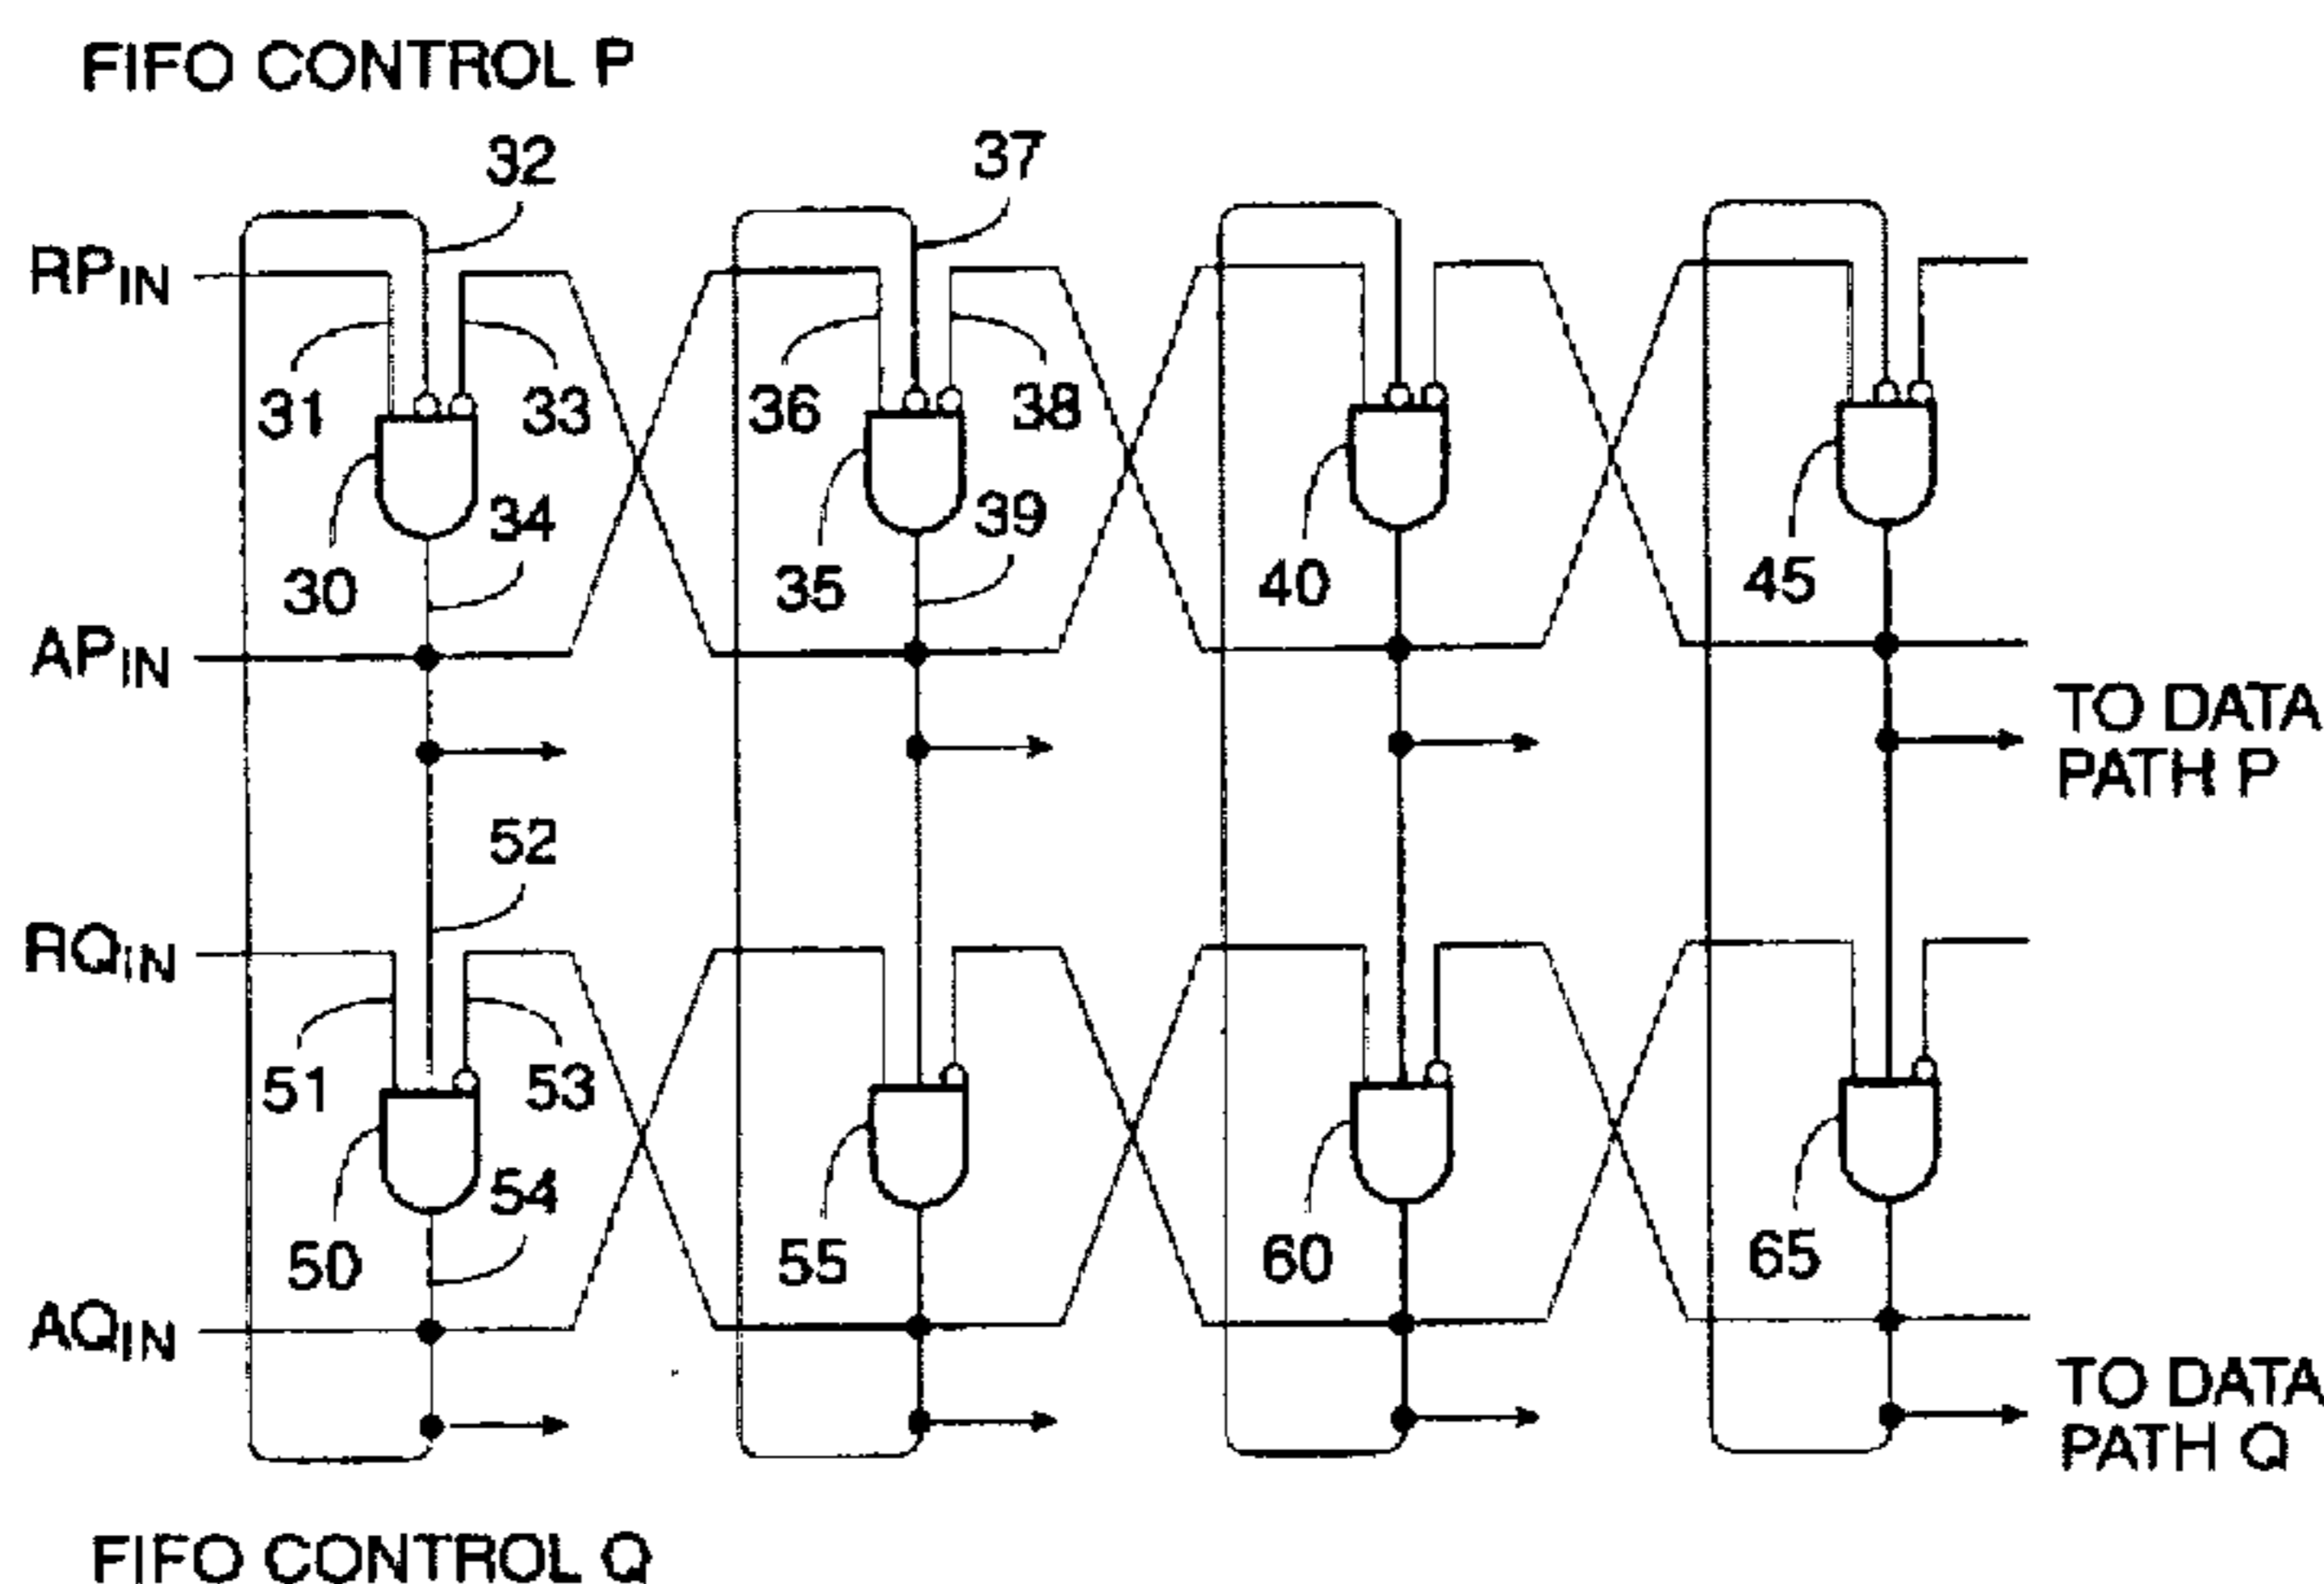 FIFO CONTROL P
32
37
RPIN
31
33
36
38
34
39
30
35
40
45
APIN
TO DATA
PATH P
52
RQIN
51
53
54
50
55
60
65
AQIN
TO DATA
PATH Q
FIFO CONTROL Q